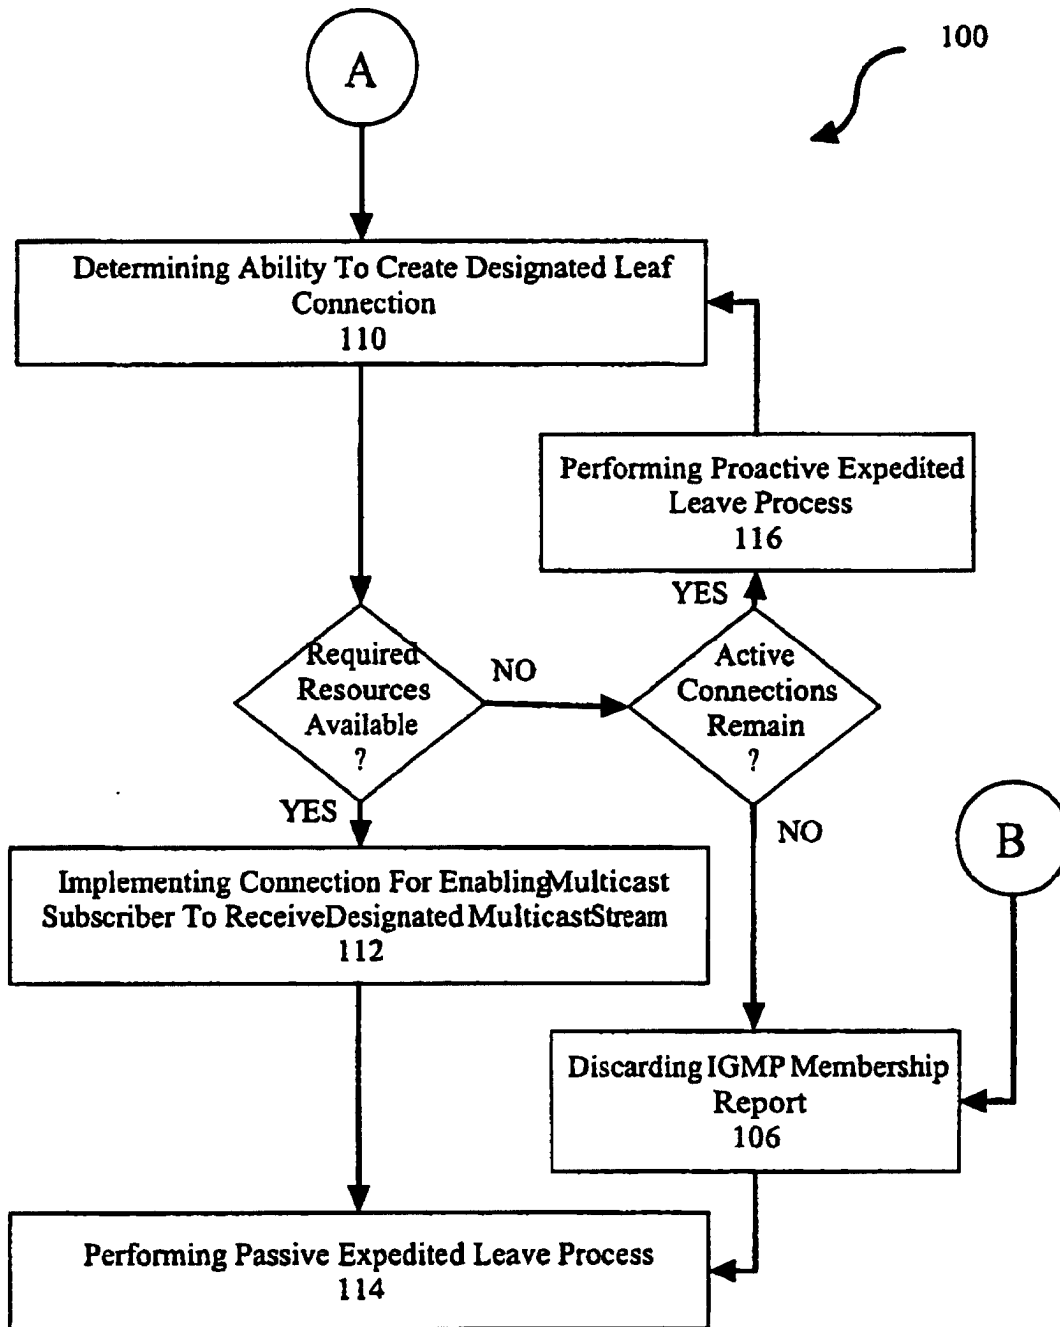 100
A
Determining Ability To Create Designated Leaf
Connection
110
Performing Proactive Expedited
Leave Process
116
YES
Required
Resources
Available
?
NO
Active
Connections
Remain
?
YES
NO
B
Implementing Connection For EnablingMulticast
Subscriber To ReceiveDesignated MulticastStream
112
Discarding IGMP Membership
Report
106
Performing Passive Expedited Leave Process
114